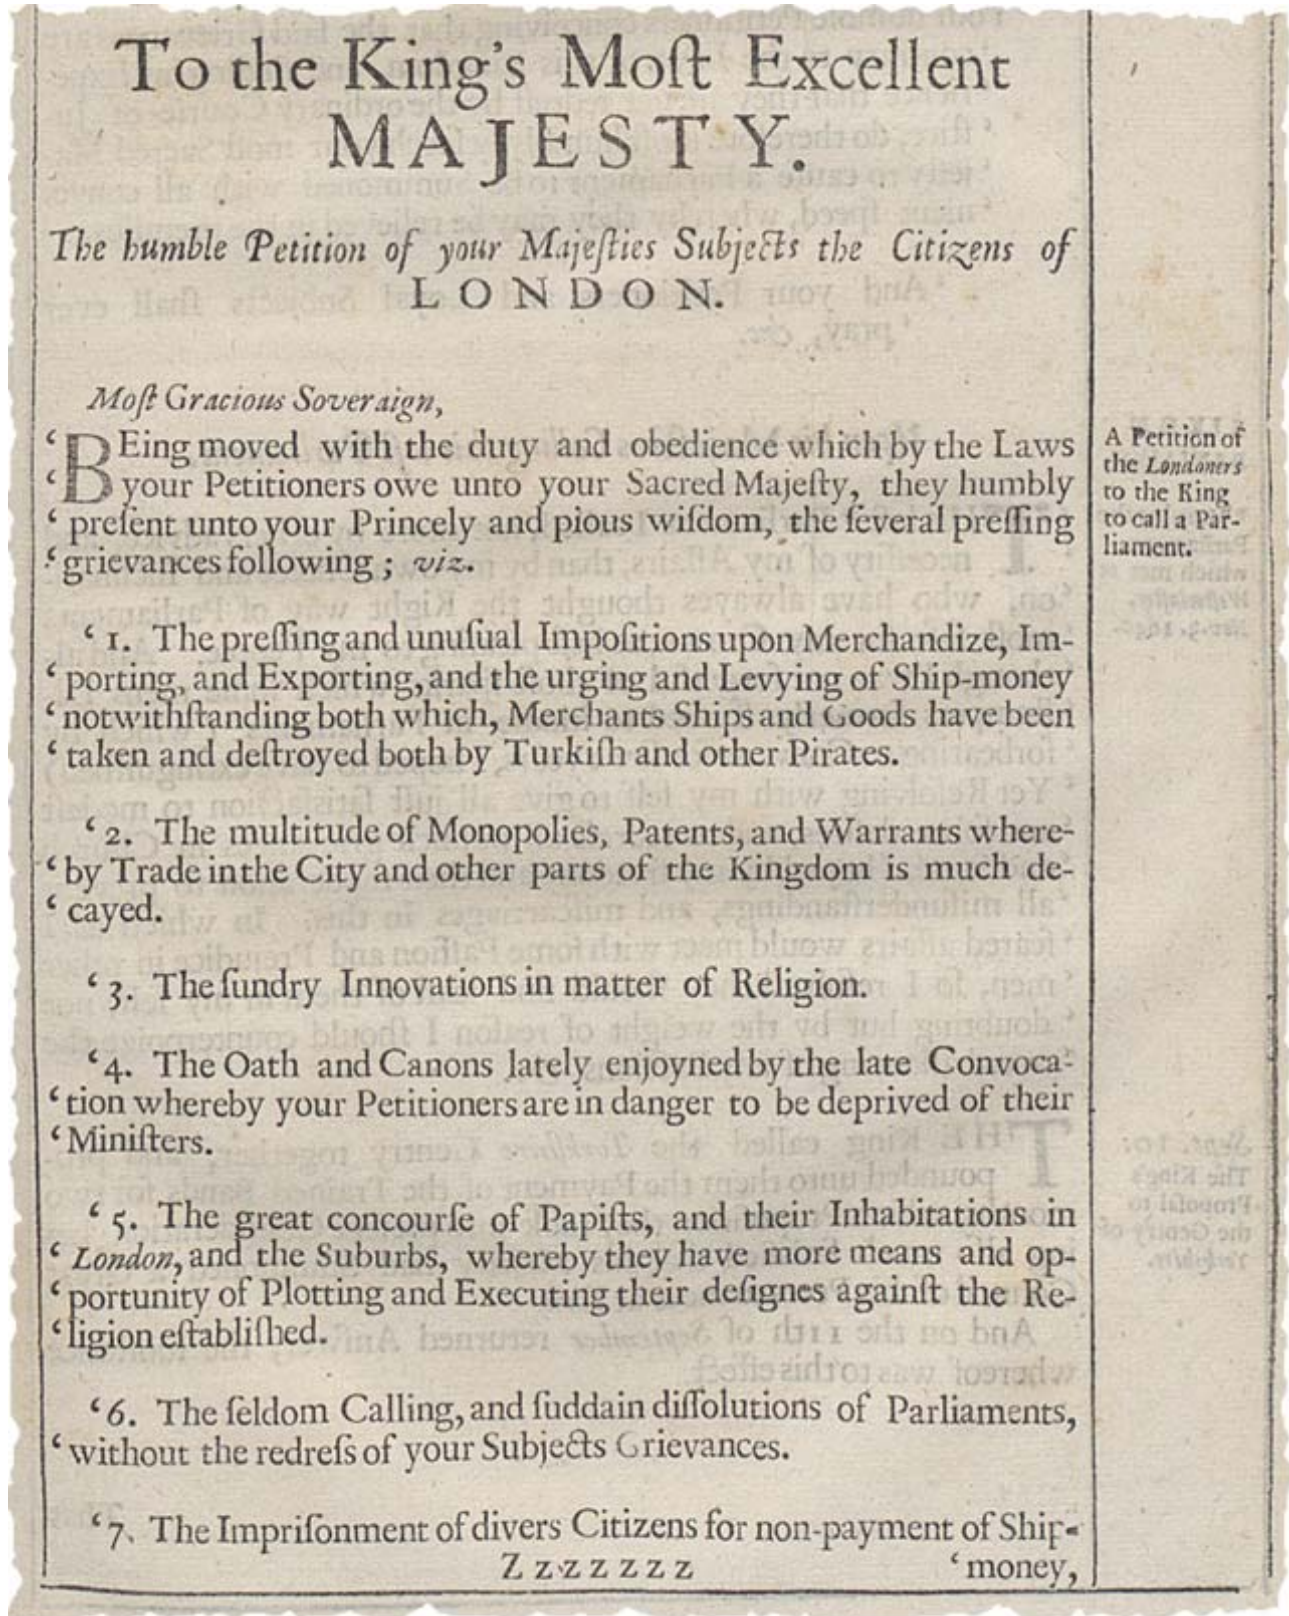 To the King's Moſt Excellent
MAJESTY.
The humble Petition of your Majeſties Subjects the Citizens of
LONDON.
Moſt Gracious Soveraign,
‘BEing moved with the duty and obedience which by the Laws
‘your Petitioners owe unto your Sacred Majeſty, they humbly
‘preſent unto your Princely and pious wiſdom, the ſeveral preſſing
‘grievances following; viz.
A Petition of
the Londoners
to the King
to call a Par-
liament.
‘1. The preſſing and unuſual Impoſitions upon Merchandize, Im-
‘porting, and Exporting, and the urging and Levying of Ship-money
‘notwithſtanding both which, Merchants Ships and Goods have been
‘taken and deſtroyed both by Turkiſh and other Pirates.
‘2. The multitude of Monopolies, Patents, and Warrants where-
‘by Trade in the City and other parts of the Kingdom is much de-
‘cayed.
‘3. The ſundry Innovations in matter of Religion.
‘4. The Oath and Canons lately enjoyned by the late Convoca-
‘tion whereby your Petitioners are in danger to be deprived of their
‘Miniſters.
‘5. The great concourſe of Papiſts, and their Inhabitations in
‘London, and the Suburbs, whereby they have more means and op-
‘portunity of Plotting and Executing their deſignes againſt the Re-
‘ligion eſtabliſhed.
‘6. The ſeldom Calling, and ſuddain diſſolutions of Parliaments,
‘without the redreſs of your Subjects Grievances.
‘7. The Impriſonment of divers Citizens for non-payment of Ship-
Z z z z z z z ‘money,